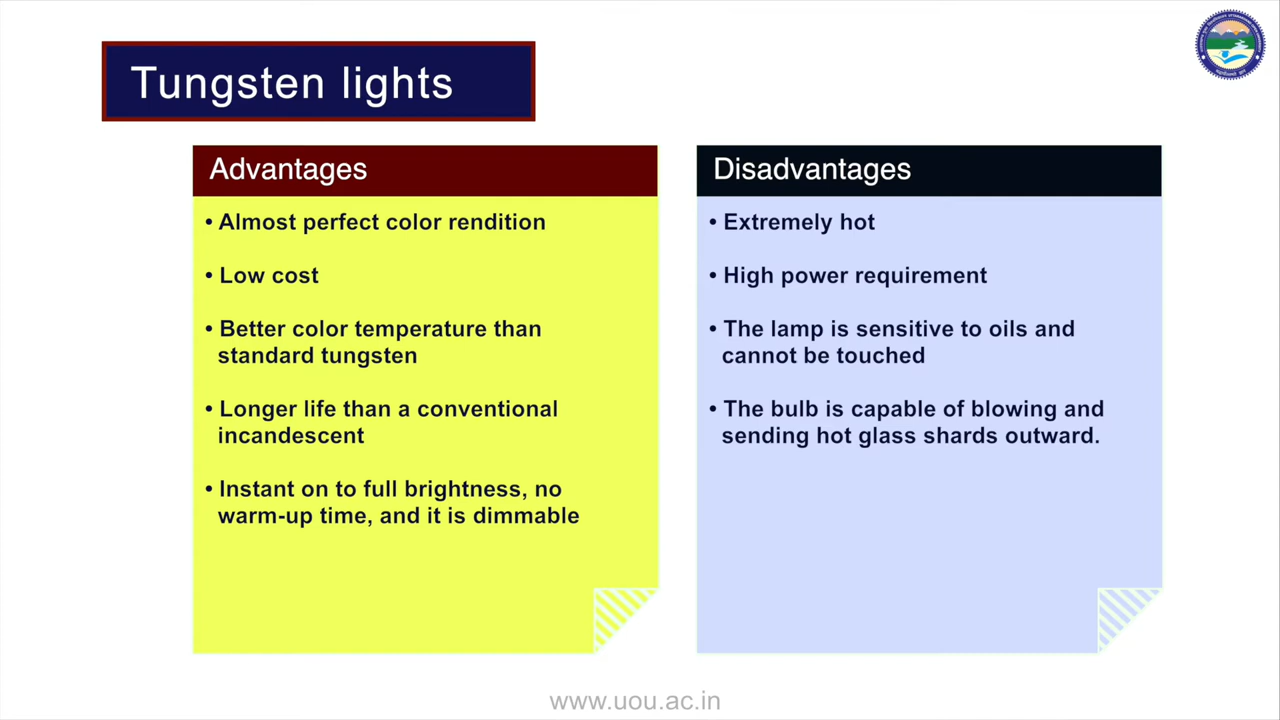 Tungsten lights
Advantages
• Almost perfect color rendition
• Low cost
• Better color temperature than
standard tungsten
• Longer life than a conventional
incandescent
• Instant on to full brightness, no
warm-up time, and it is dimmable
Disadvantages
• Extremely hot
• High power requirement
• The lamp is sensitive to oils and
cannot be touched
• The bulb is capable of blowing and
sending hot glass shards outward.
www.uou.ac.in